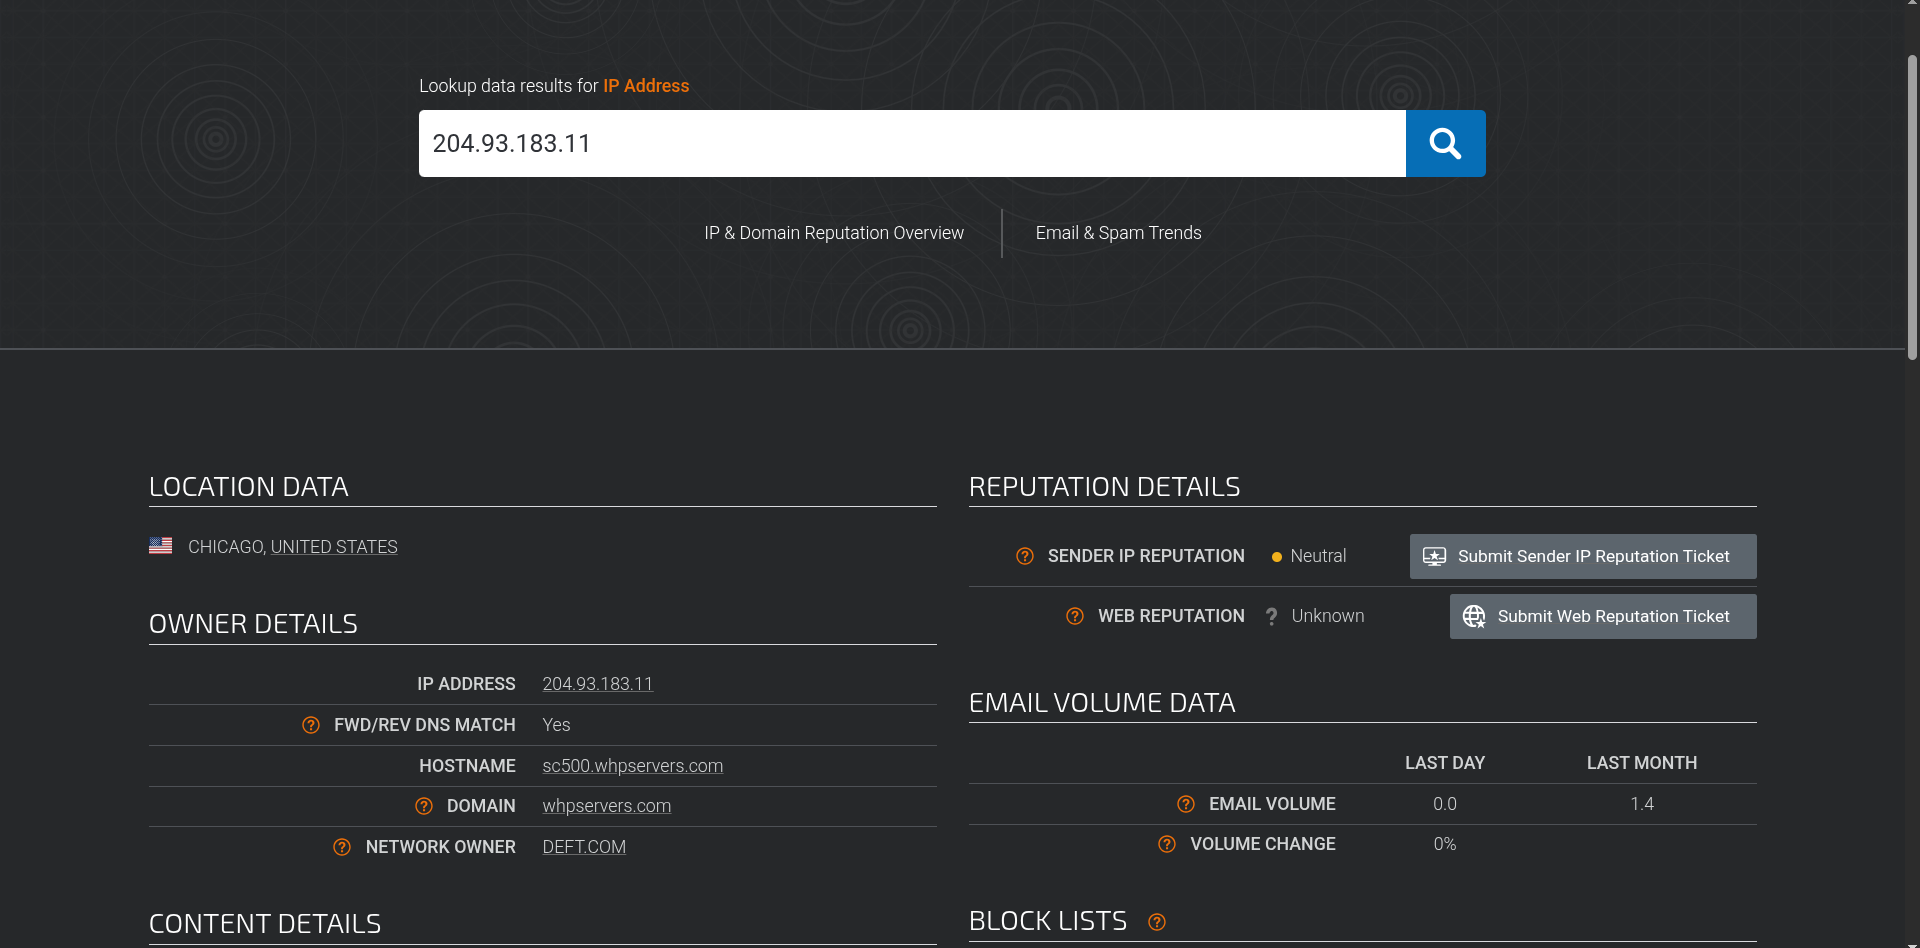 Lookup data results for IP Address
204.93.183.11
IP & Domain Reputation Overview
Email & Spam Trends
LOCATION DATA
CHICAGO, UNITED STATES
OWNER DETAILS
IP ADDRESS 204.93.183.11
FWD/REV DNS MATCH Yes
HOSTNAME sc500.whpservers.com
DOMAIN whpservers.com
NETWORK OWNER DEFT.COM
CONTENT DETAILS
REPUTATION DETAILS
SENDER IP REPUTATION Neutral Submit Sender IP Reputation Ticket
WEB REPUTATION ? Unknown Submit Web Reputation Ticket
EMAIL VOLUME DATA
LAST DAY LAST MONTH
EMAIL VOLUME 0.0 1.4
VOLUME CHANGE 0%
BLOCK LISTS